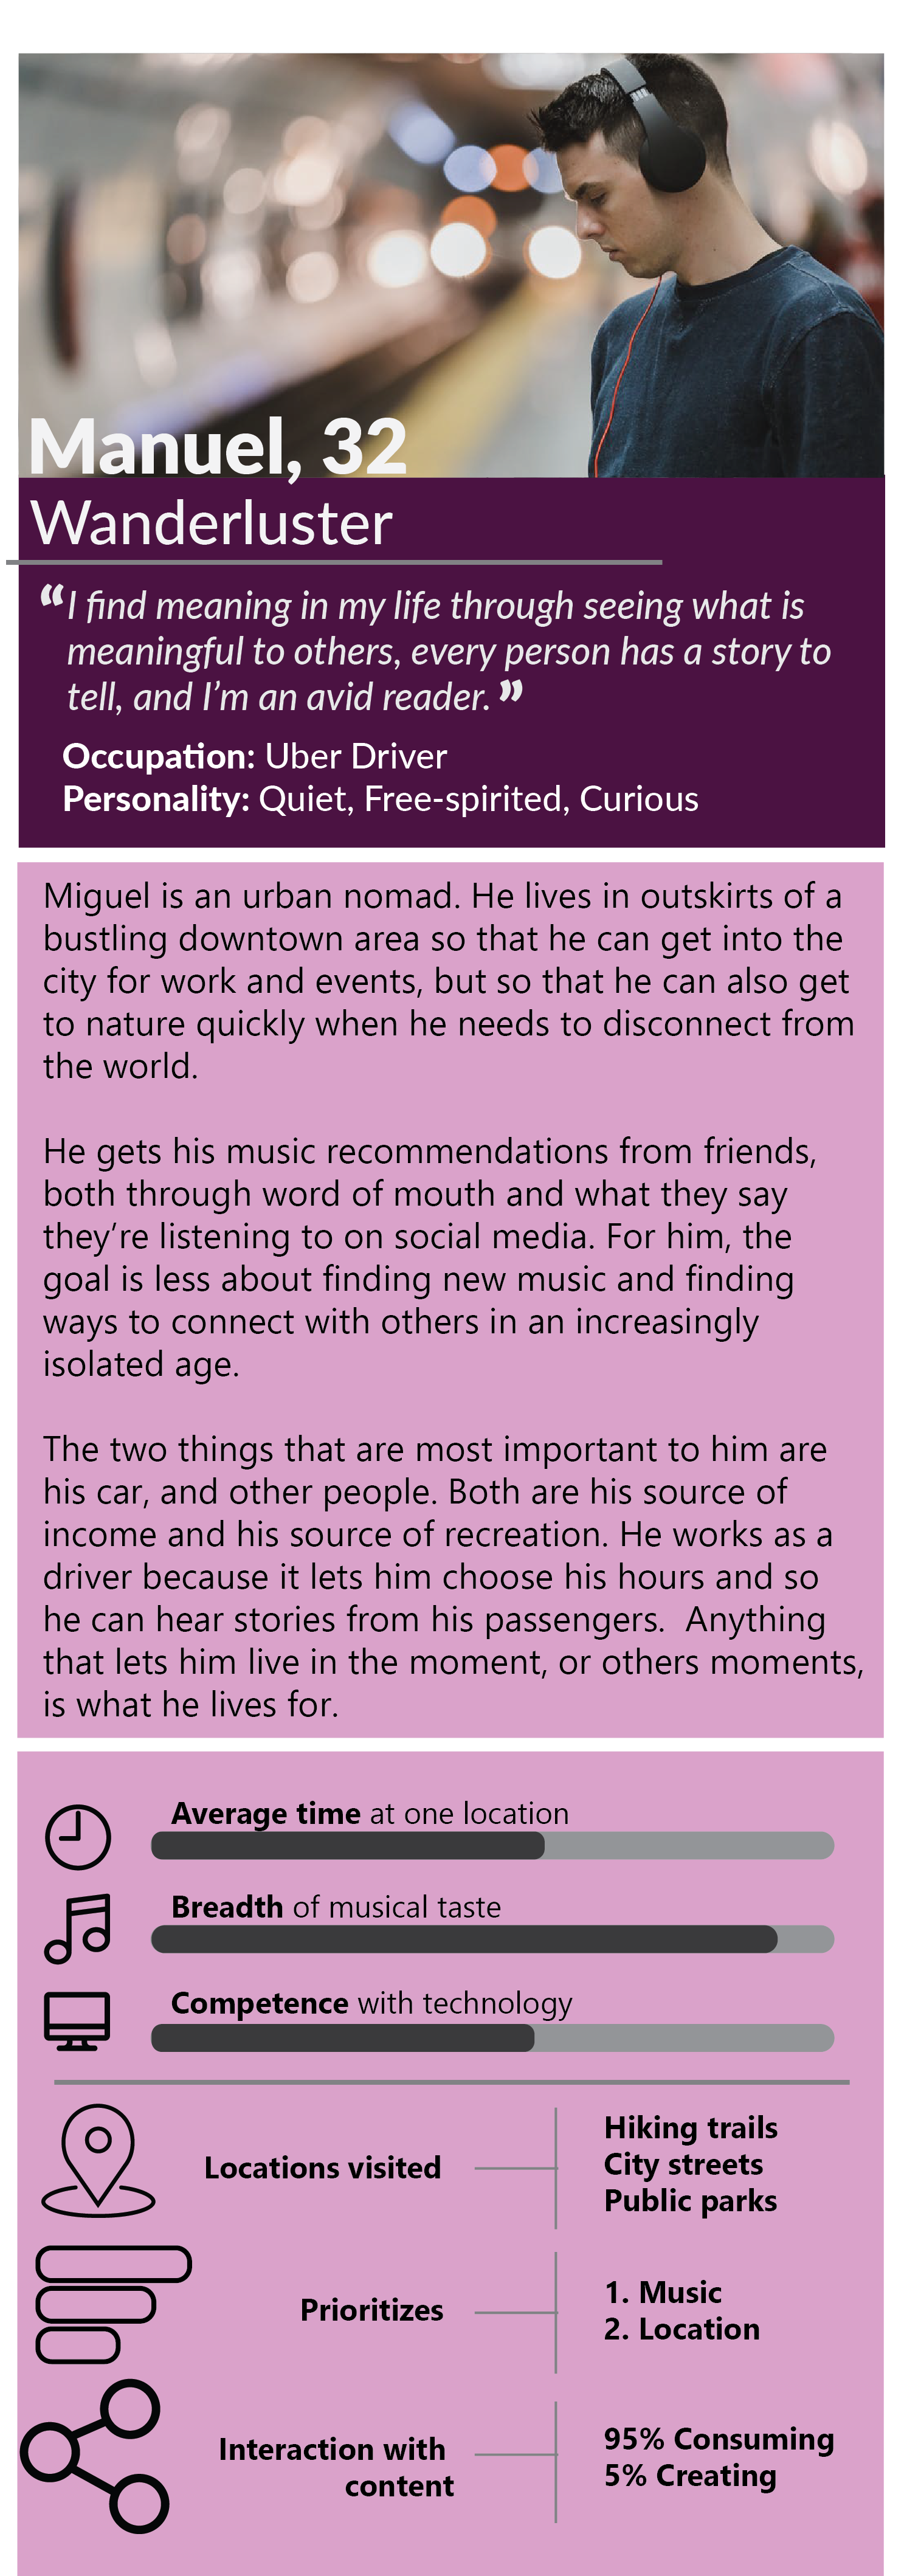 Manuel, 32
Wanderluster
“I find meaning in my life through seeing what is
meaningful to others, every person has a story to
tell, and I’m an avid reader.”
Occupation: Uber Driver
Personality: Quiet, Free-spirited, Curious
Miguel is an urban nomad. He lives in outskirts of a
bustling downtown area so that he can get into the
city for work and events, but so that he can also get
to nature quickly when he needs to disconnect from
the world.
He gets his music recommendations from friends,
both through word of mouth and what they say
they’re listening to on social media. For him, the
goal is less about finding new music and finding
ways to connect with others in an increasingly
isolated age.
The two things that are most important to him are
his car, and other people. Both are his source of
income and his source of recreation. He works as a
driver because it lets him choose his hours and so
he can hear stories from his passengers.  Anything
that lets him live in the moment, or others moments,
is what he lives for.
Average time at one location
Breadth of musical taste
Competence with technology
Locations visited
Hiking trails
City streets
Public parks
Prioritizes
1. Music
2. Location
Interaction with
content
95% Consuming
5% Creating